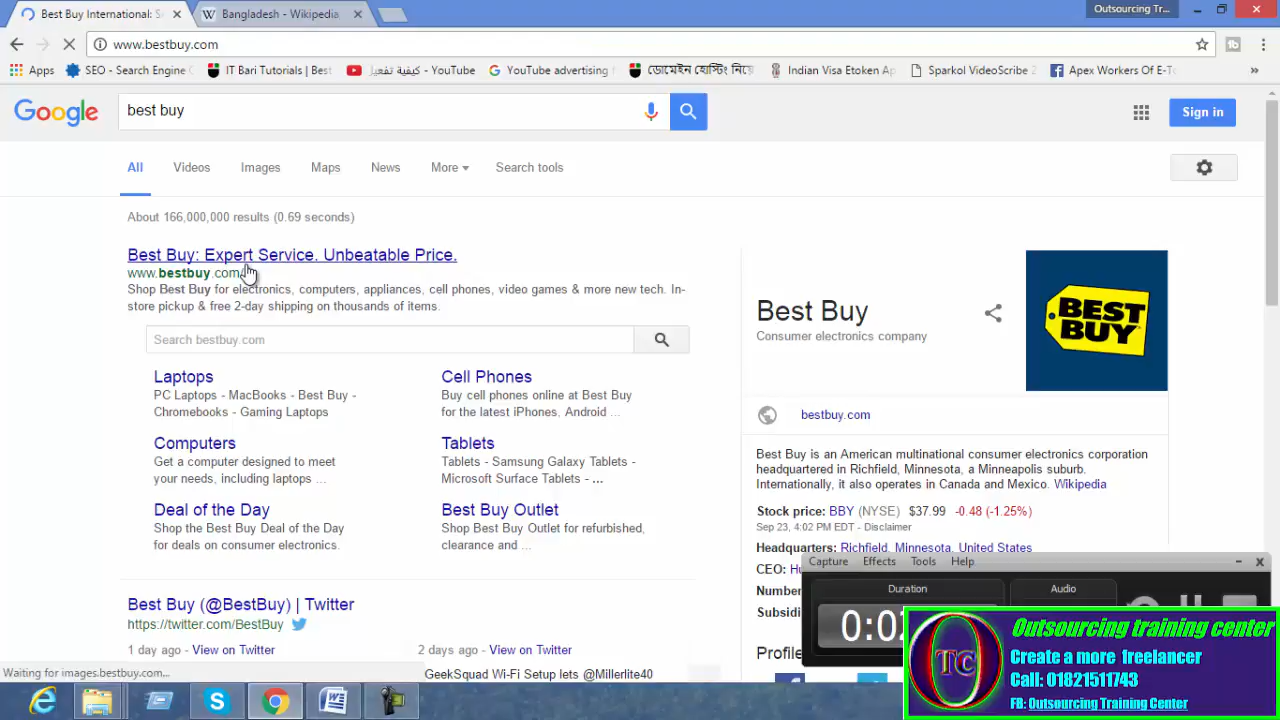 Best Buy International: S
Bangladesh - Wikipedia
Outsourcing Tr...
www.bestbuy.com
Apps
SEO - Search Engine
IT Bari Tutorials | Best
YouTube
YouTube advertising
ডোমেইন হোস্টিং নিয়ে
Indian Visa Etoken Ap
Sparkol VideoScribe 2
Apex Workers Of E-T
Google
best buy
Sign in
All
Videos
Images
Maps
News
More
Search tools
About 166,000,000 results (0.69 seconds)
Best Buy: Expert Service. Unbeatable Price.
www.bestbuy.com
Shop Best Buy for electronics, computers, appliances, cell phones, video games & more new tech. In-
store pickup & free 2-day shipping on thousands of items.
Search bestbuy.com
Laptops
PC Laptops - MacBooks - Best Buy -
Chromebooks - Gaming Laptops
Cell Phones
Buy cell phones online at Best Buy
for the latest iPhones, Android ...
Computers
Get a computer designed to meet
your needs, including laptops ...
Tablets
Tablets - Samsung Galaxy Tablets -
Microsoft Surface Tablets - ...
Deal of the Day
Shop the Best Buy Deal of the Day
for deals on consumer electronics.
Best Buy Outlet
Shop Best Buy Outlet for refurbished,
clearance and ...
Best Buy (@BestBuy) | Twitter
https://twitter.com/BestBuy
1 day ago - View on Twitter
2 days ago - View on Twitter
GeekSquad Wi-Fi Setup lets @Millerlite40
Best Buy
Consumer electronics company
BEST
BUY
bestbuy.com
Best Buy is an American multinational consumer electronics corporation
headquartered in Richfield, Minnesota, a Minneapolis suburb.
Internationally, it also operates in Canada and Mexico. Wikipedia
Stock price: BBY (NYSE) $37.99 -0.48 (-1.25%)
Sep 23, 4:02 PM EDT - Disclaimer
Headquarters: Richfield, Minnesota, United States
CEO: Hu
Number
Subsidi
Profile
Capture Effects Tools Help
Duration
Audio
0:02
OTC
Outsourcing training center
Create a more freelancer
Call: 01821511743
FB: Outsourcing Training Center
Waiting for images.bestbuy.com...